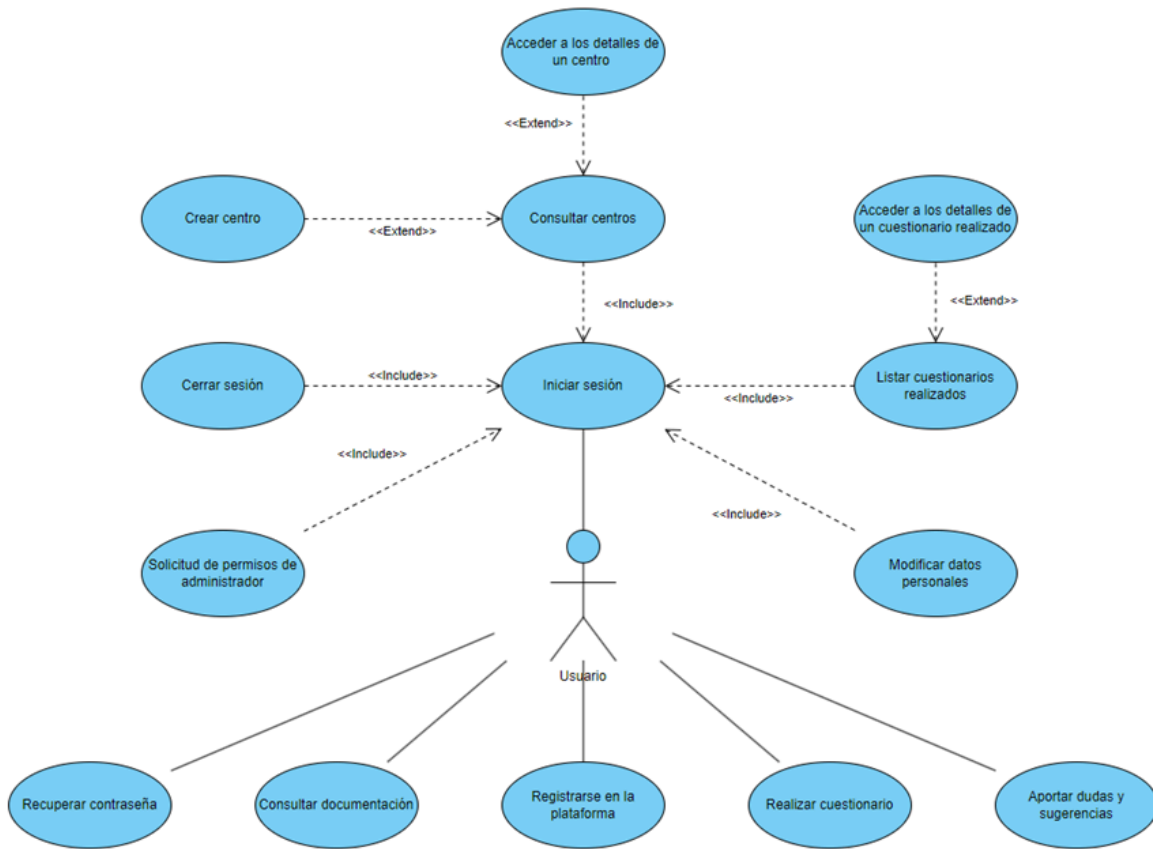 Acceder a los detalles de
un centro
<<Extend>>
Crear centro
<<Extend>>
Consultar centros
Acceder a los detalles de
un cuestionario realizado
<<Include>>
<<Extend>>
Cerrar sesión
<<Include>>
Iniciar sesión
<<Include>>
Listar cuestionarios
realizados
<<Include>>
<<Include>>
Solicitud de permisos de
administrador
Modificar datos
personales
Usuario
Recuperar contraseña
Consultar documentación
Registrarse en la
plataforma
Realizar cuestionario
Aportar dudas y
sugerencias